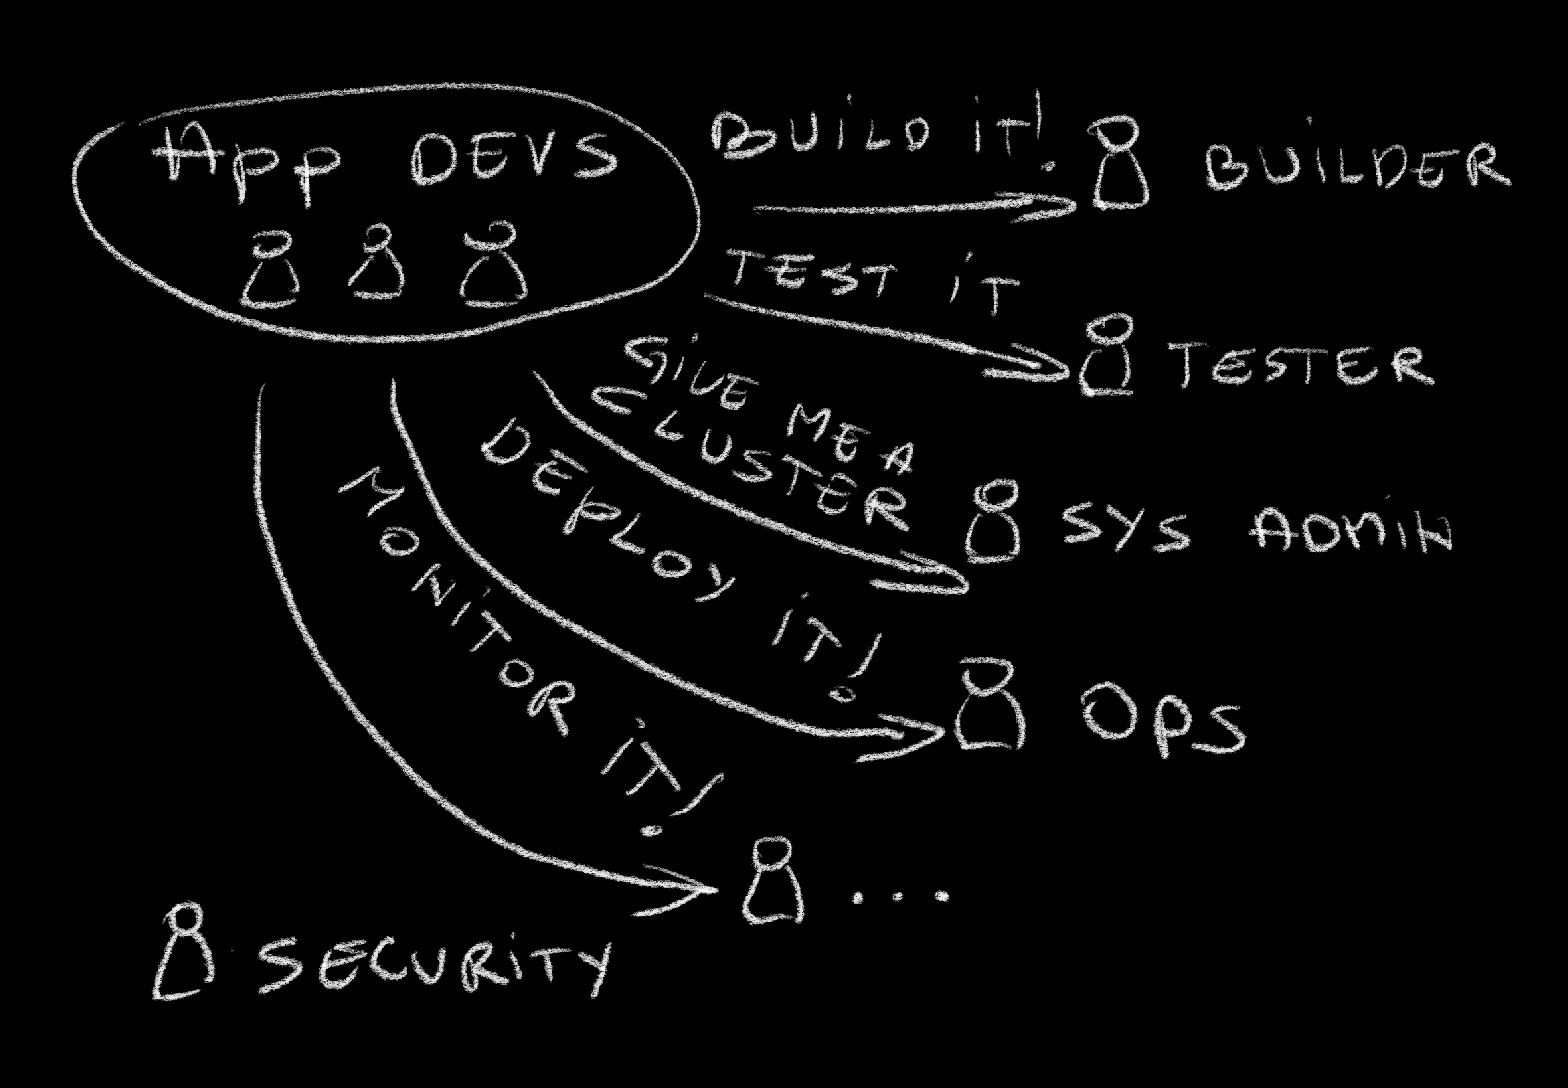 App DEVS
BUILD iT!
BUiLDER
TEST iT
TESTER
GIVE ME A
CLUSTER
SYS ADMiN
DEPLOY iT!
OPS
MONiTOR iT!
...
SECURiTY